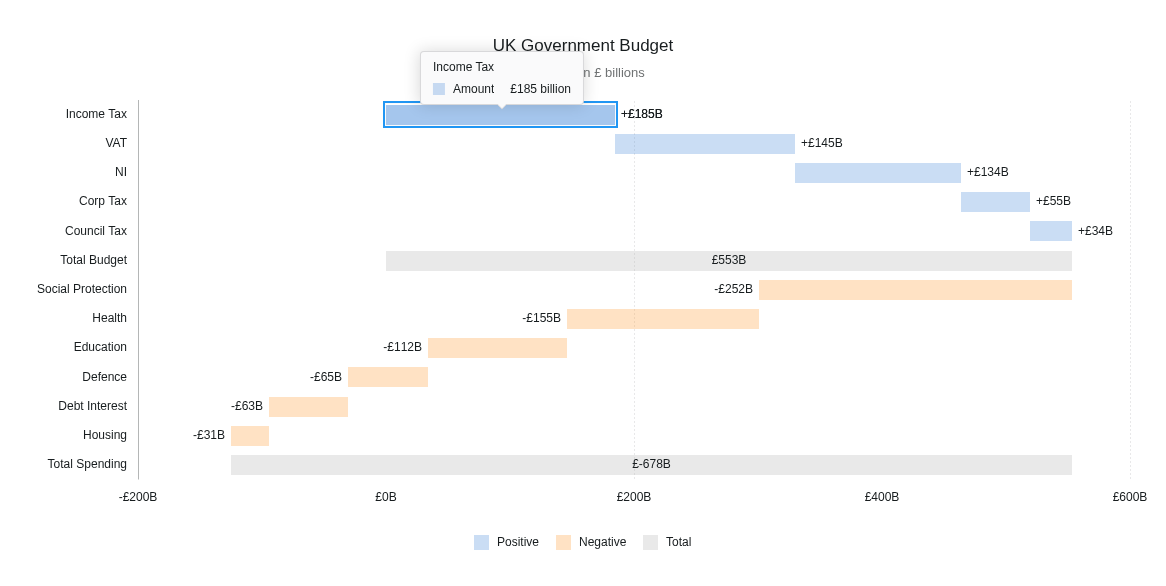 UK Government Budget
n £ billions
Income Tax
Amount £185 billion
Income Tax +£185B
VAT +£145B
NI +£134B
Corp Tax +£55B
Council Tax +£34B
Total Budget £553B
Social Protection -£252B
Health -£155B
Education -£112B
Defence -£65B
Debt Interest -£63B
Housing -£31B
Total Spending £-678B
-£200B £0B £200B £400B £600B
Positive Negative Total